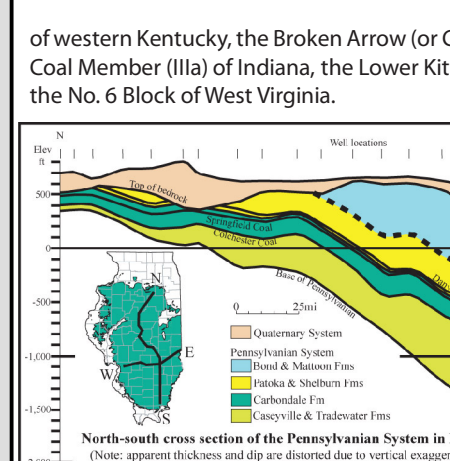 of western Kentucky, the Broken Arrow (or
Coal Member (IIIa) of Indiana, the Lower Kit
the No. 6 Block of West Virginia.
N
Well locations
Elev
ft
500
Top of bedrock
Springfield Coal
Colchester Coal
0
Base of Pennsylvanian
Dan
N
0 25mi
-500
Quaternary System
Pennsylvanian System
E
Bond & Mattoon Fms
-1,000
W
Patoka & Shelburn Fms
Carbondale Fm
-1,500
S
Caseyville & Tradewater Fms
North-south cross section of the Pennsylvanian System in
(Note: apparent thickness and dip are distorted due to vertical exagger